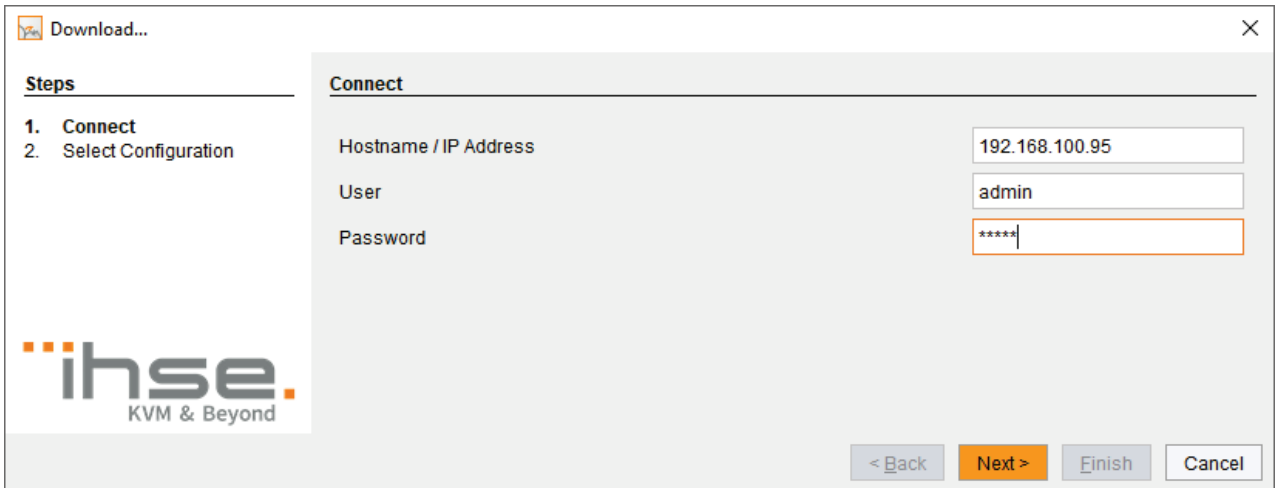 Download...
Steps
1. Connect
2. Select Configuration
Connect
Hostname / IP Address
192.168.100.95
User
admin
Password
*****
ihse.
KVM & Beyond
< Back
Next >
Finish
Cancel